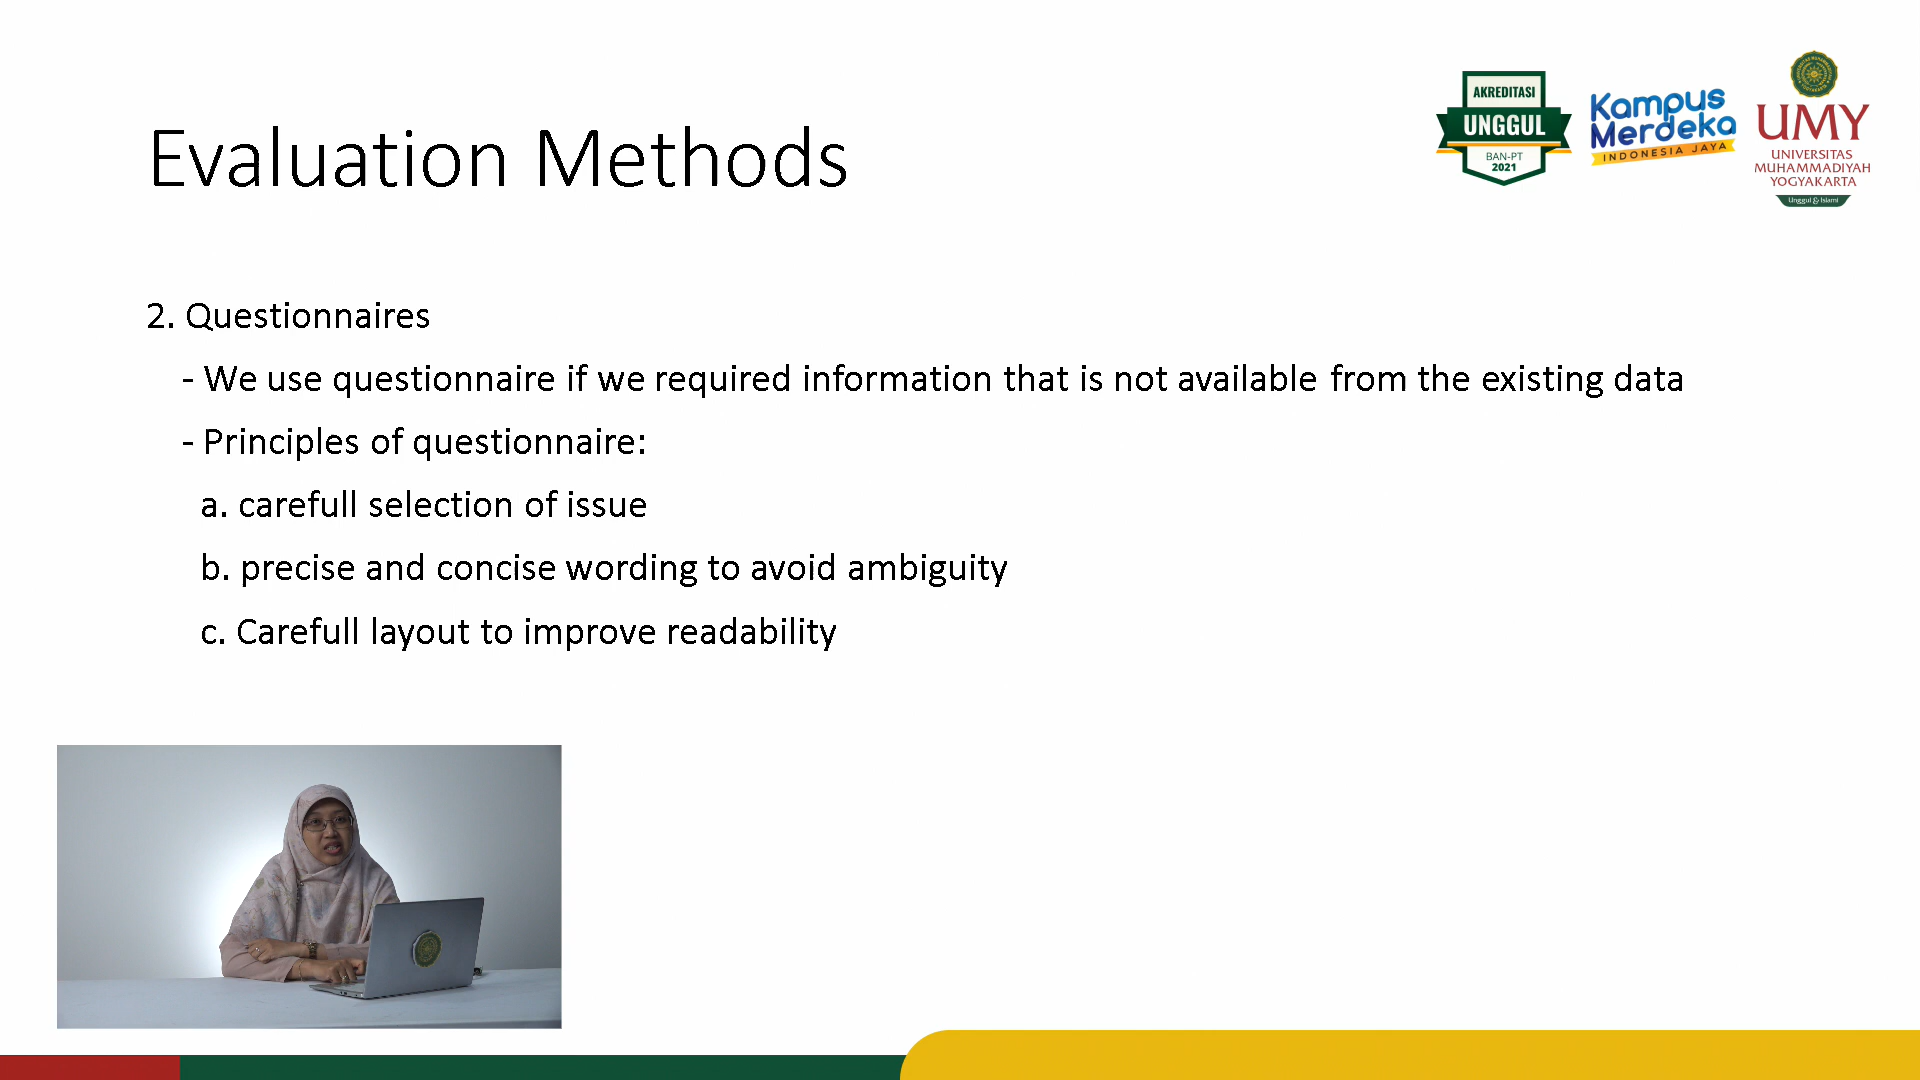 Evaluation Methods
AKREDITASI
UNGGUL
BAN-PT
2021
Kampus
Merdeka
INDONESIA JAYA
UMY
UNIVERSITAS
MUHAMMADIYAH
YOGYAKARTA
Unggul & Islami
2. Questionnaires
- We use questionnaire if we required information that is not available from the existing data
- Principles of questionnaire:
a. carefull selection of issue
b. precise and concise wording to avoid ambiguity
c. Carefull layout to improve readability